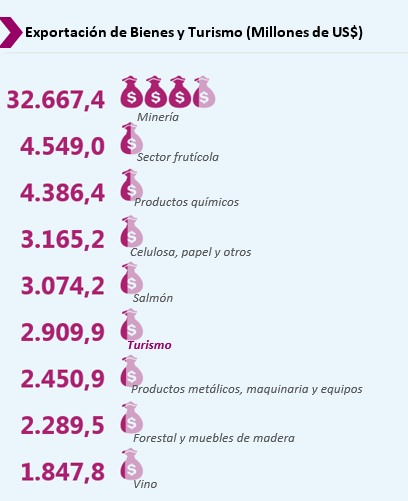 Exportación de Bienes y Turismo (Millones de US$)
32.667,4
Minería
4.549,0
Sector frutícola
4.386,4
Productos químicos
3.165,2
Celulosa, papel y otros
3.074,2
Salmón
2.909,9
Turismo
2.450,9
Productos metálicos, maquinaria y equipos
2.289,5
Forestal y muebles de madera
1.847,8
Vino